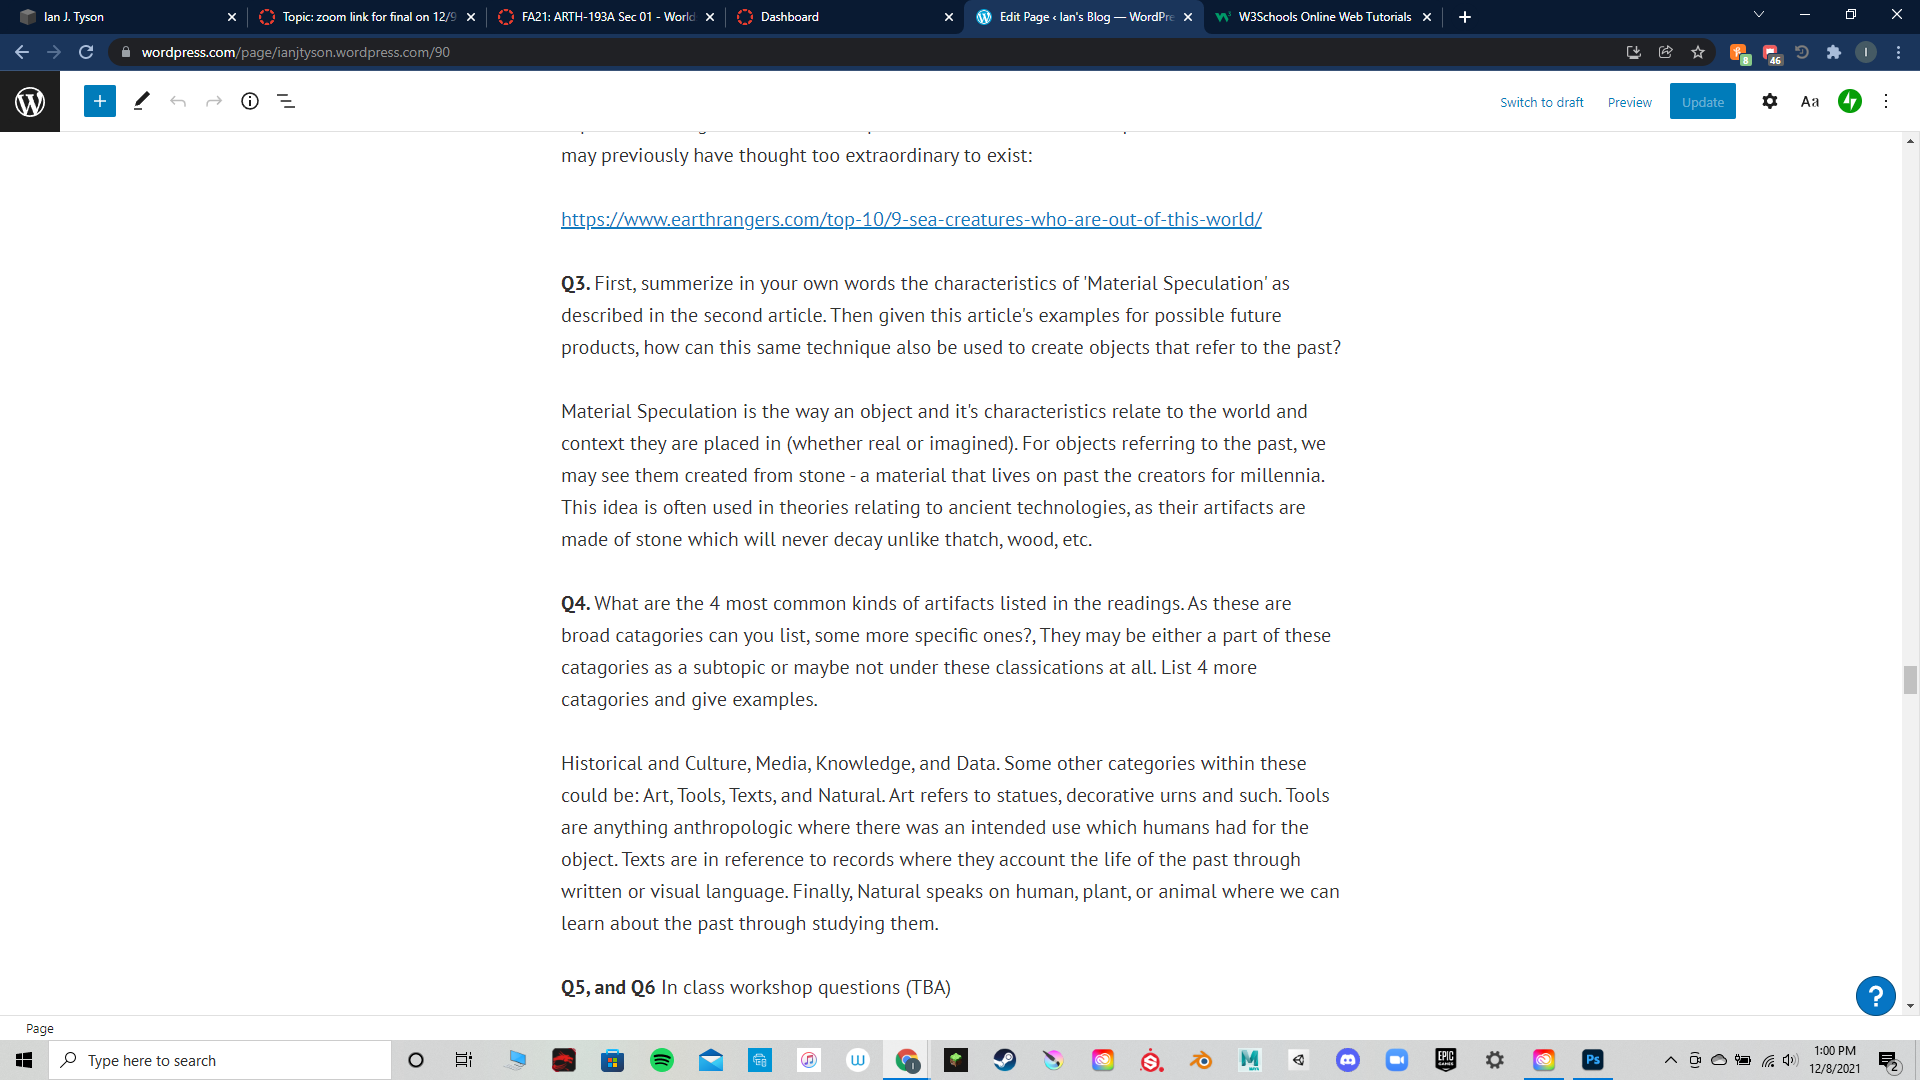 Ian J. Tyson
Topic: zoom link for final on 12/9
FA21: ARTH-193A Sec 01 - World
Dashboard
Edit Page ‹ Ian's Blog — WordPre
W3Schools Online Web Tutorials
wordpress.com/page/ianjtyson.wordpress.com/90
8
46
I
Switch to draft
Preview
Update
Aa
may previously have thought too extraordinary to exist:
https://www.earthrangers.com/top-10/9-sea-creatures-who-are-out-of-this-world/
Q3. First, summerize in your own words the characteristics of 'Material Speculation' as
described in the second article. Then given this article's examples for possible future
products, how can this same technique also be used to create objects that refer to the past?
Material Speculation is the way an object and it's characteristics relate to the world and
context they are placed in (whether real or imagined). For objects referring to the past, we
may see them created from stone - a material that lives on past the creators for millennia.
This idea is often used in theories relating to ancient technologies, as their artifacts are
made of stone which will never decay unlike thatch, wood, etc.
Q4. What are the 4 most common kinds of artifacts listed in the readings. As these are
broad catagories can you list, some more specific ones?, They may be either a part of these
catagories as a subtopic or maybe not under these classications at all. List 4 more
catagories and give examples.
Historical and Culture, Media, Knowledge, and Data. Some other categories within these
could be: Art, Tools, Texts, and Natural. Art refers to statues, decorative urns and such. Tools
are anything anthropologic where there was an intended use which humans had for the
object. Texts are in reference to records where they account the life of the past through
written or visual language. Finally, Natural speaks on human, plant, or animal where we can
learn about the past through studying them.
Q5, and Q6 In class workshop questions (TBA)
?
Page
Type here to search
EPIC
GAMES
Ps
1:00 PM
12/8/2021
2